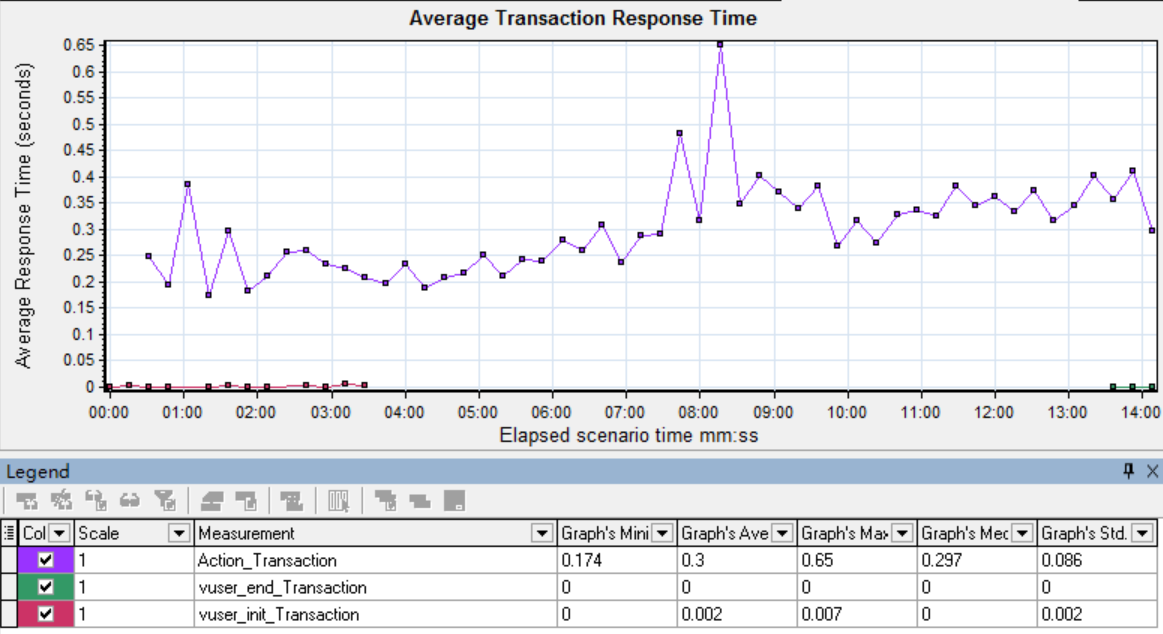 Average Transaction Response Time
Average Response Time (seconds)
0.65
0.6
0.55
0.5
0.45
0.4
0.35
0.3
0.25
0.2
0.15
0.1
0.05
0
00:00 01:00 02:00 03:00 04:00 05:00 06:00 07:00 08:00 09:00 10:00 11:00 12:00 13:00 14:00
Elapsed scenario time mm:ss
Legend
Col Scale Measurement Graph's Mini Graph's Ave Graph's Max Graph's Mec Graph's Std.
1 Action_Transaction 0.174 0.3 0.65 0.297 0.086
1 vuser_end_Transaction 0 0 0 0 0
1 vuser_init_Transaction 0 0.002 0.007 0 0.002